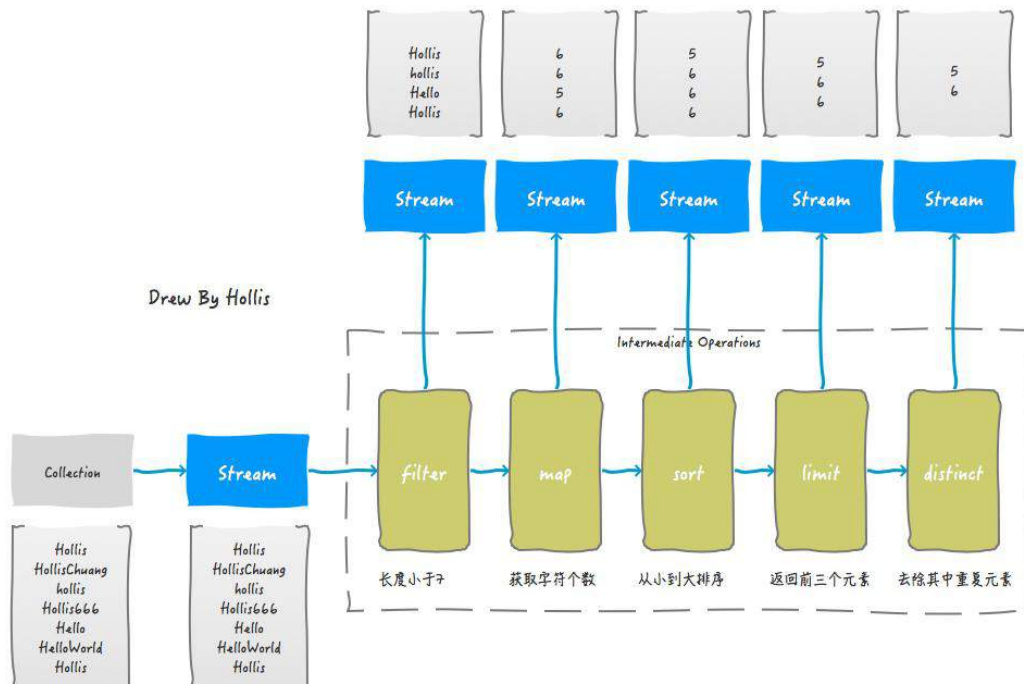 Hollis
hollis
Hello
Hollis
6
6
5
6
5
6
6
6
5
6
6
5
6
Stream
Stream
Stream
Stream
Stream
Drew By Hollis
Intermediate Operations
Collection
Stream
filter
map
sort
limit
distinct
长度小于7
获取字符个数
从小到大排序
返回前三个元素
去除其中重复元素
Hollis
HollisChuang
hollis
Hollis666
Hello
HelloWorld
Hollis
Hollis
HollisChuang
hollis
Hollis666
Hello
HelloWorld
Hollis